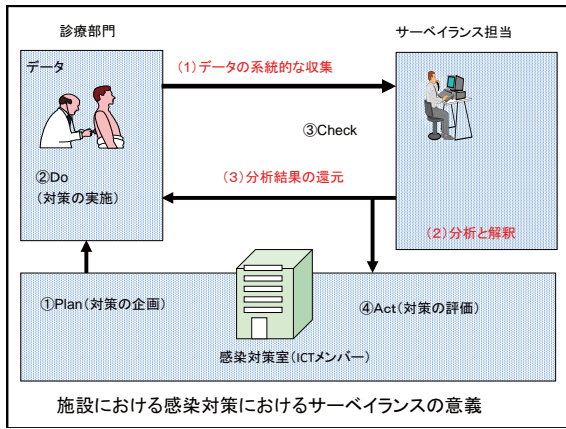 診療部門
サーベイランス担当
データ
(1)データの系統的な収集
③Check
②Do
(対策の実施)
(3)分析結果の還元
(2)分析と解釈
①Plan(対策の企画)
④Act(対策の評価)
感染対策室(ICTメンバー)
施設における感染対策におけるサーベイランスの意義